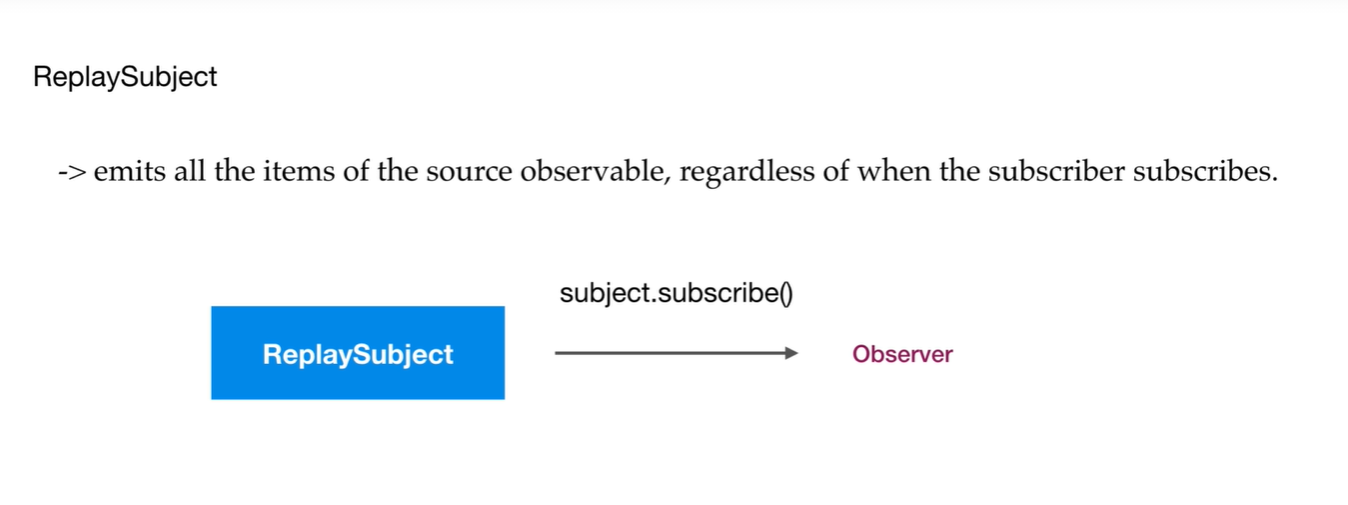 ReplaySubject
-> emits all the items of the source observable, regardless of when the subscriber subscribes.
subject.subscribe()
ReplaySubject
Observer